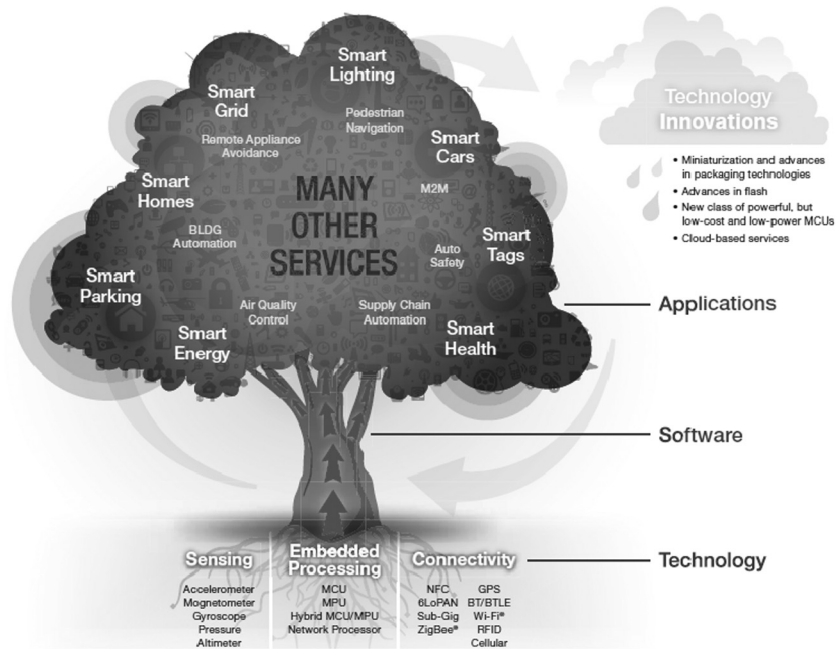 Smart
Lighting
Smart
Grid
Pedestrian
Navigation
Remote Appliance
Avoidance
Smart
Cars
Smart
Homes
M2M
MANY
OTHER
SERVICES
BLDG
Automation
Auto
Safety
Smart
Tags
Smart
Parking
Air Quality
Control
Supply Chain
Automation
Smart
Energy
Smart
Health
Technology
Innovations
• Miniaturization and advances
in packaging technologies
• Advances in flash
• New class of powerful, but
low-cost and low-power MCUs
• Cloud-based services
Applications
Software
Technology
Sensing
Accelerometer
Magnetometer
Gyroscope
Pressure
Altimeter
Embedded
Processing
MCU
MPU
Hybrid MCU/MPU
Network Processor
Connectivity
NFC
6LoPAN
Sub-Gig
ZigBee®
GPS
BT/BTLE
Wi-Fi®
RFID
Cellular